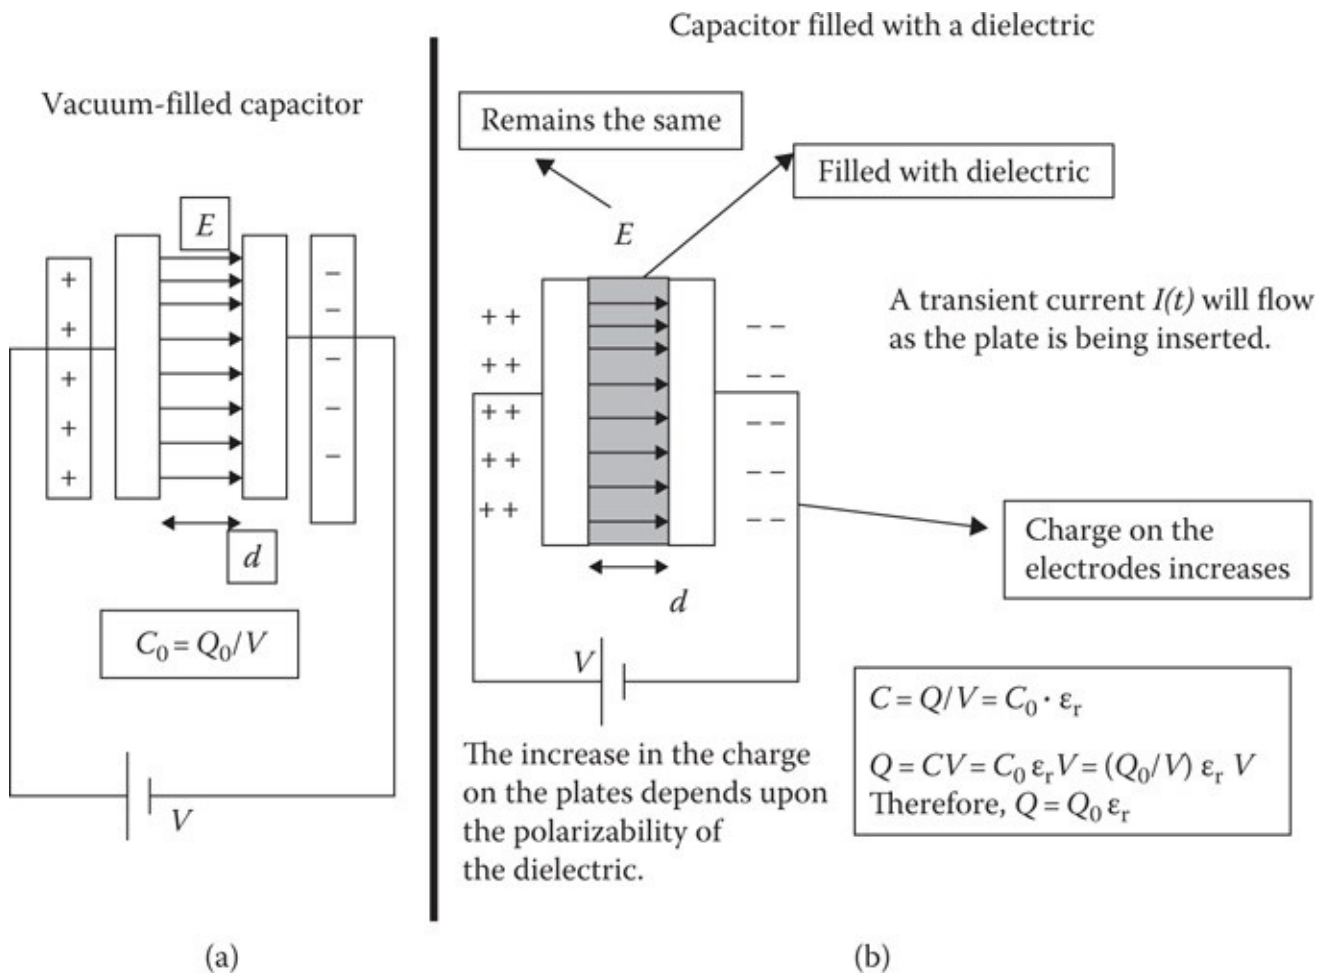 Vacuum-filled capacitor
E
+
+
+
+
+
−
−
−
−
−
d
C₀ = Q₀/V
V
(a)
Capacitor filled with a dielectric
Remains the same
Filled with dielectric
E
A transient current I(t) will flow
as the plate is being inserted.
+ +
+ +
+ +
+ +
+ +
− −
− −
− −
− −
− −
Charge on the
electrodes increases
d
V
C = Q/V = C₀ · εᵣ
Q = CV = C₀ εᵣ V = (Q₀/V) εᵣ V
Therefore, Q = Q₀ εᵣ
The increase in the charge
on the plates depends upon
the polarizability of
the dielectric.
(b)